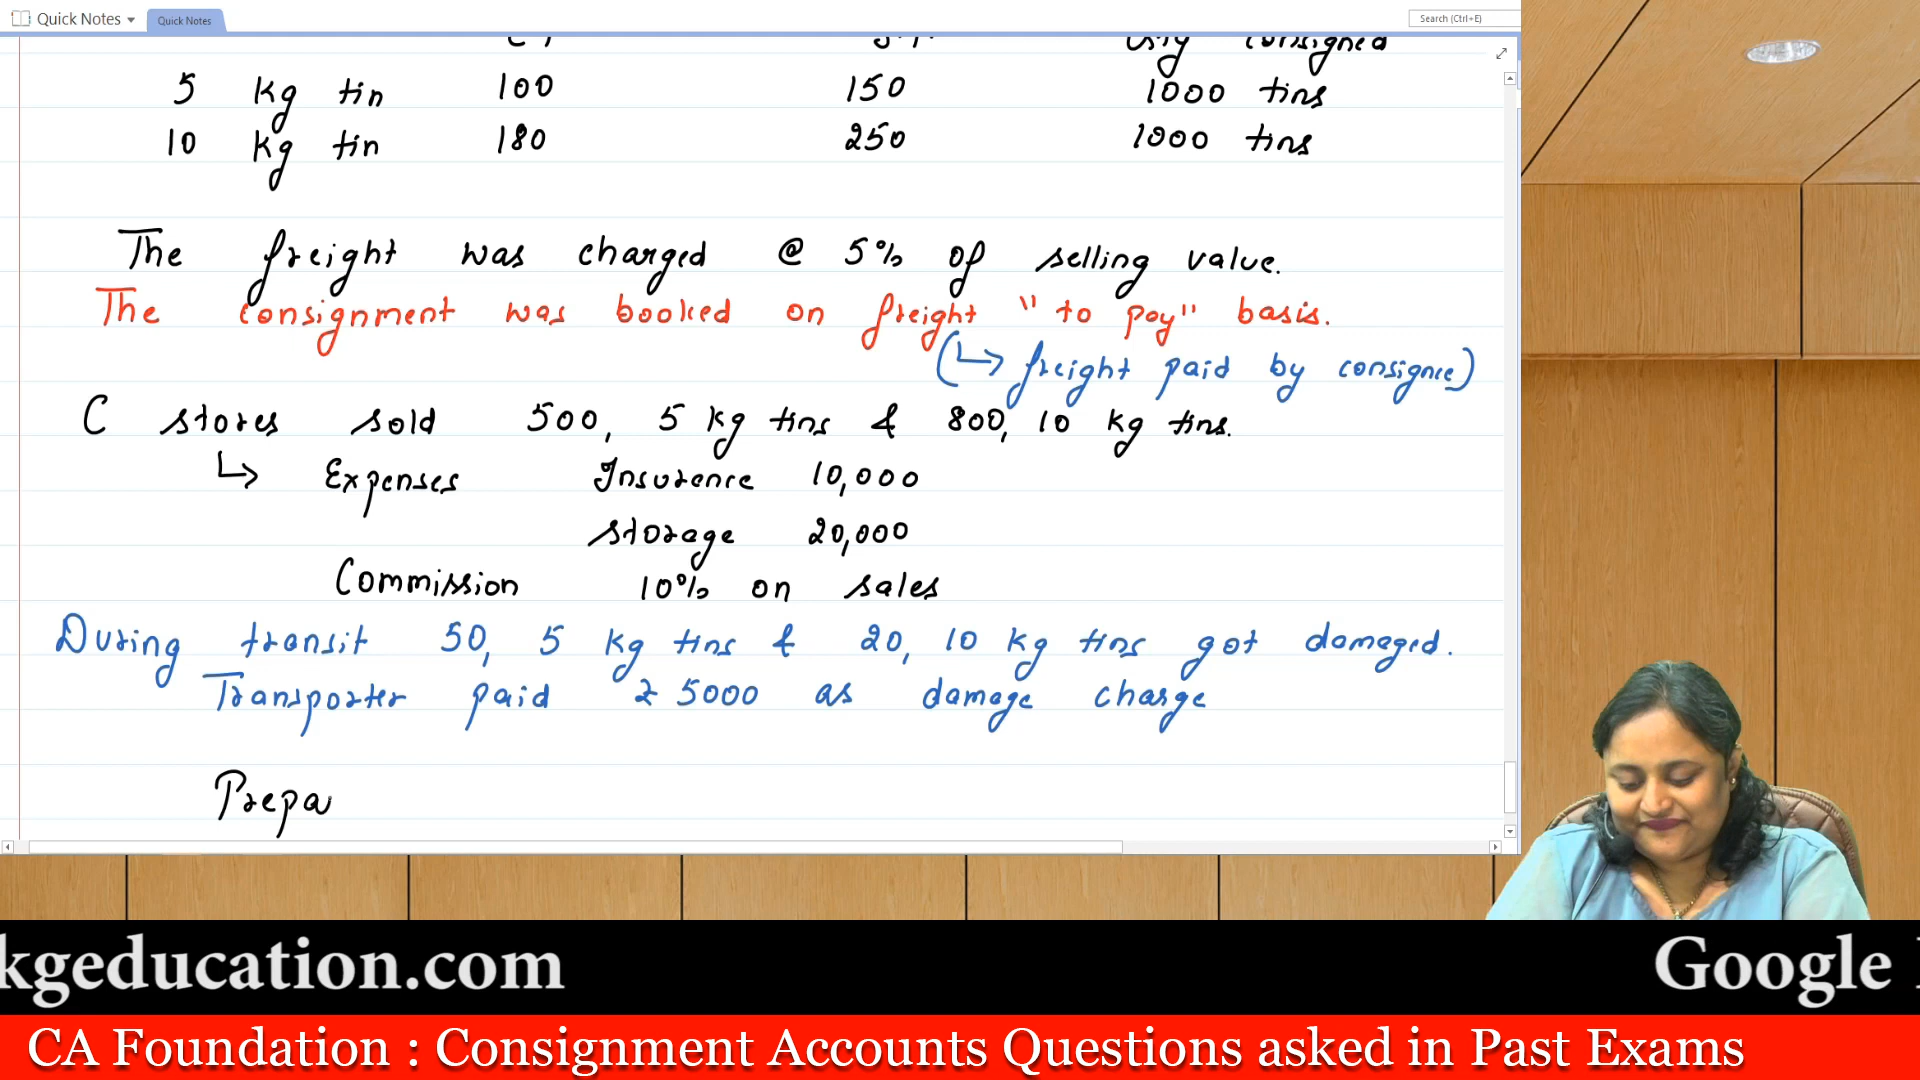 Quick Notes
Quick Notes
Search (Ctrl+E)
Qty consigned
5 kg tin 100 150 1000 tins
10 kg tin 180 250 1000 tins
The freight was charged @ 5% of selling value.
The consignment was booked on freight "to pay" basis.
(↳ freight paid by consignee)
C stores sold 500, 5 kg tins & 800, 10 kg tins.
↳ Expenses Insurance 10,000
storage 20,000
Commission 10% on sales
During transit 50, 5 kg tins & 20, 10 kg tins got damaged.
Transporter paid ₹ 5000 as damage charge
Prepa
kgeducation.com
Google
CA Foundation : Consignment Accounts Questions asked in Past Exams